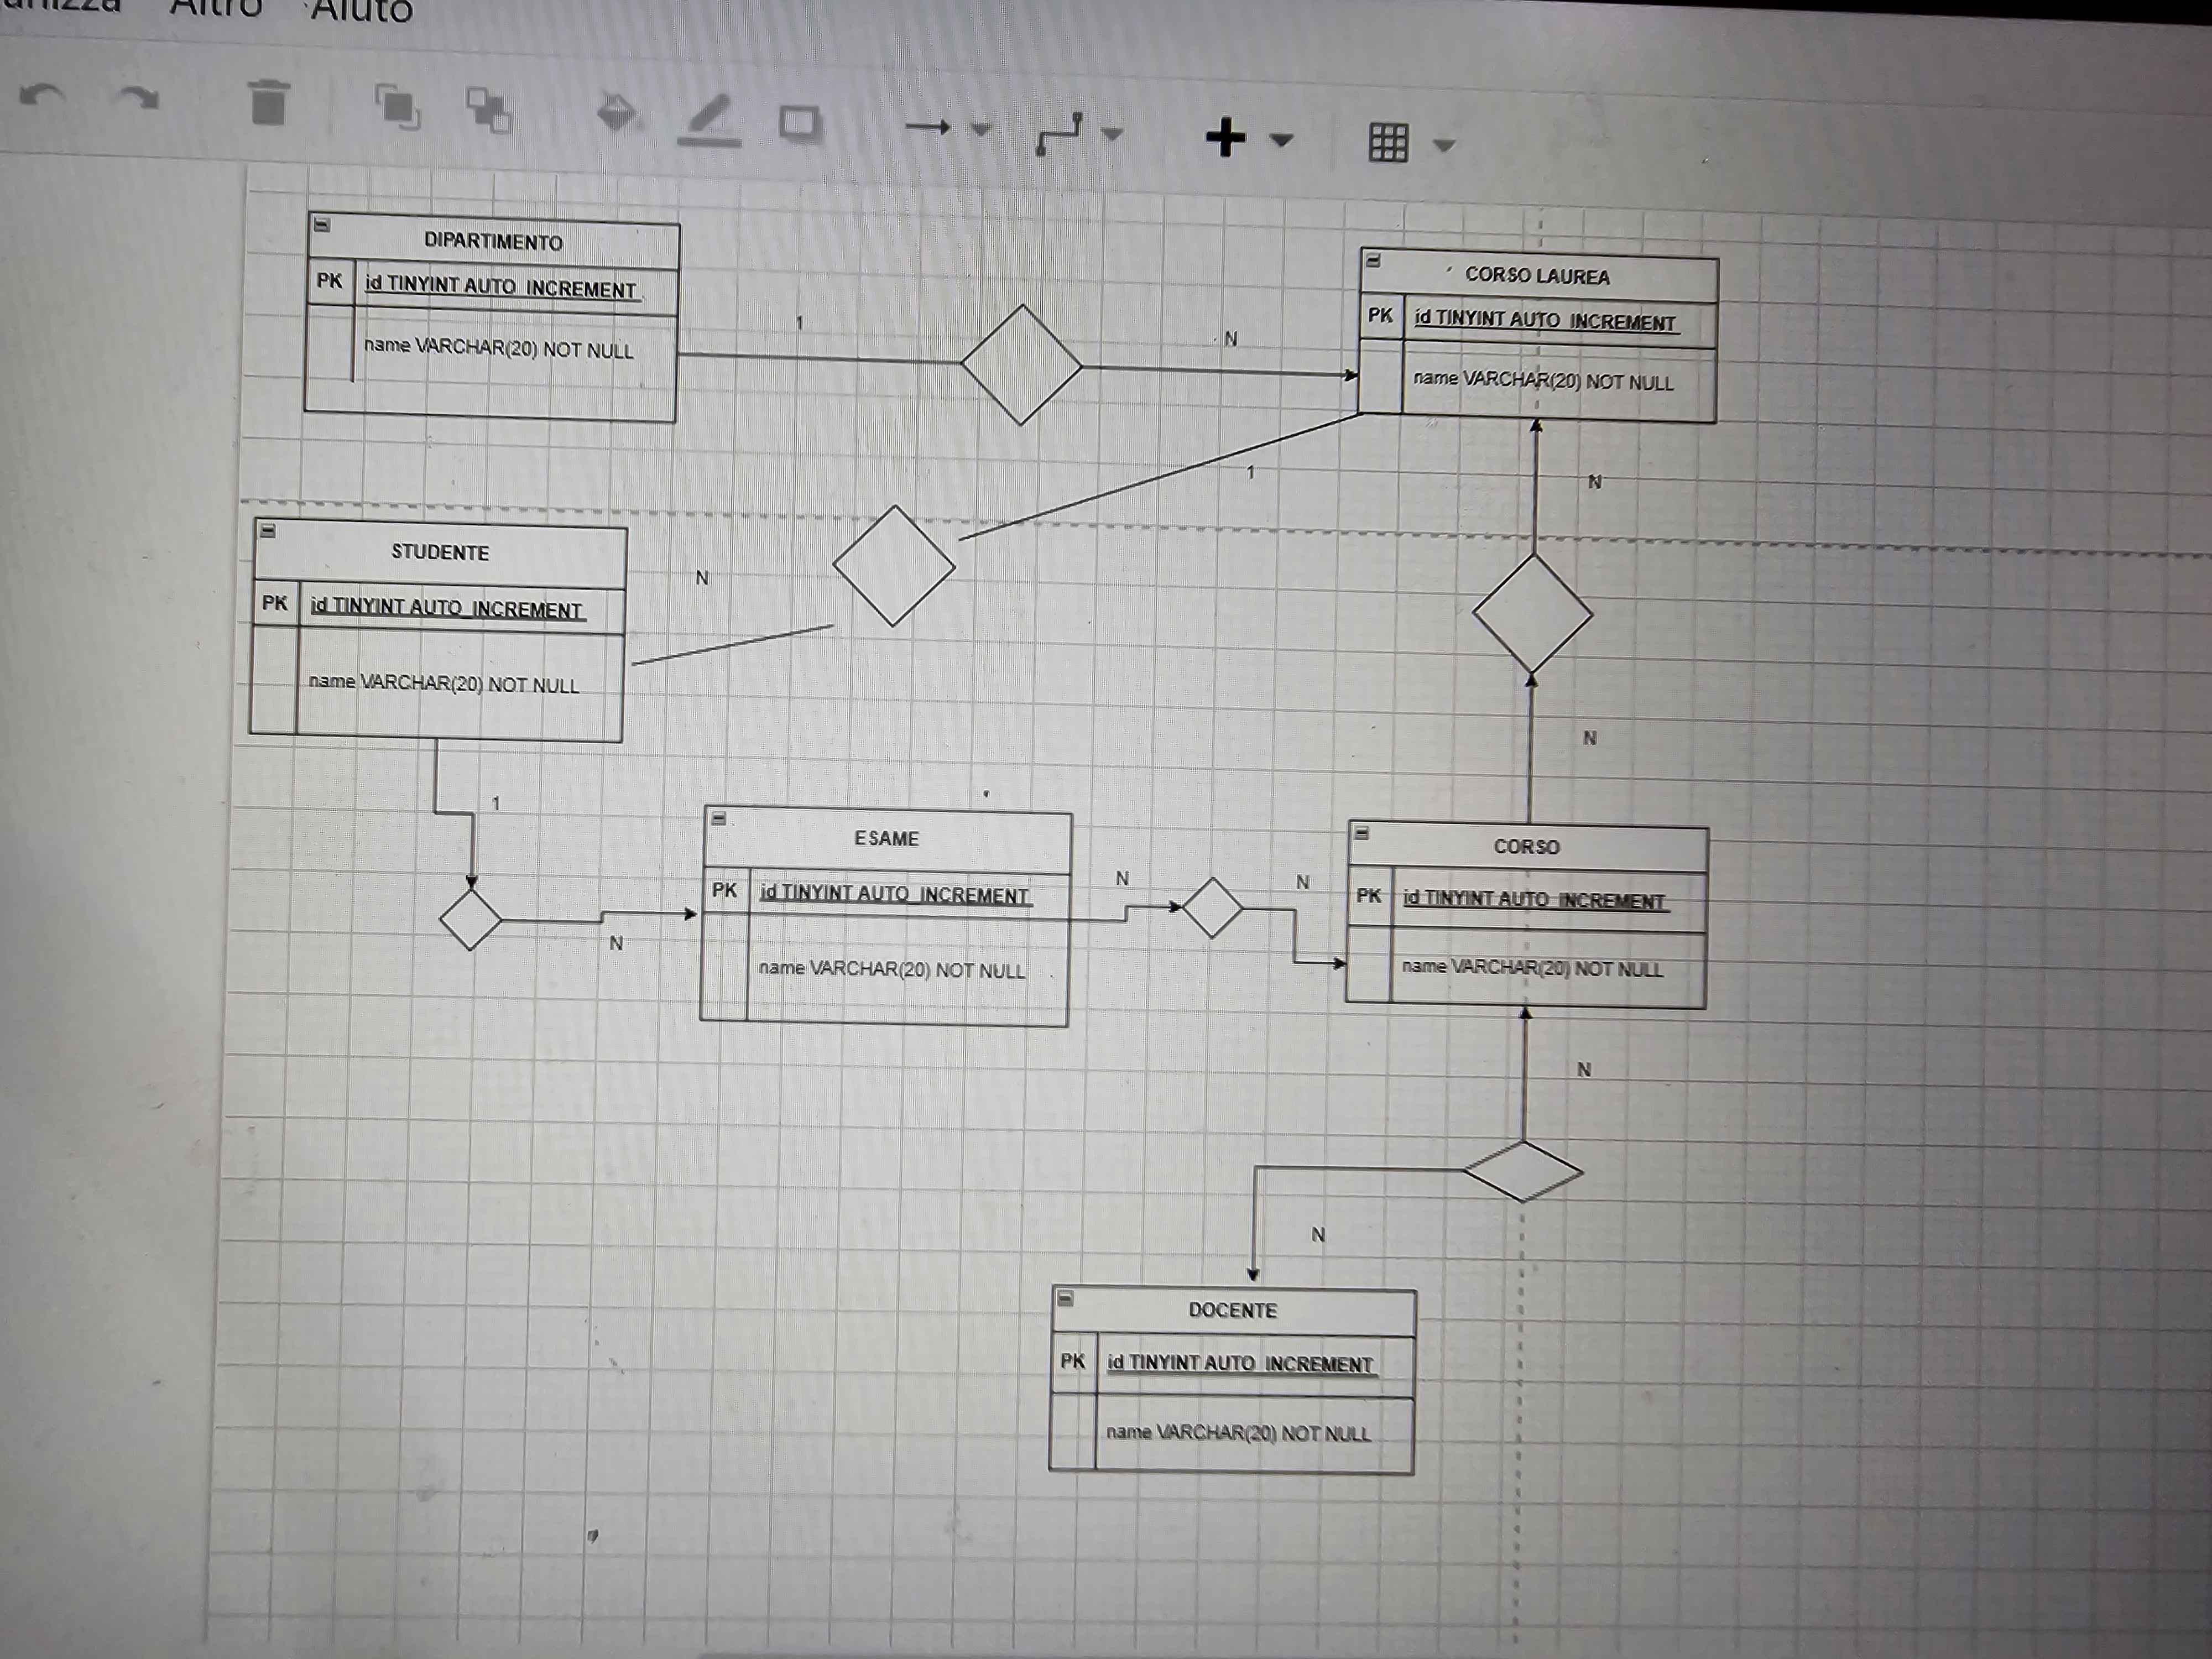 Altro Aiuto
DIPARTIMENTO
PK id TINYINT AUTO_INCREMENT
name VARCHAR(20) NOT NULL
1
N
CORSO LAUREA
PK id TINYINT AUTO_INCREMENT
name VARCHAR(20) NOT NULL
1
N
STUDENTE
PK id TINYINT AUTO_INCREMENT
name VARCHAR(20) NOT NULL
N
N
1
N
ESAME
PK id TINYINT AUTO_INCREMENT
name VARCHAR(20) NOT NULL
N
N
CORSO
PK id TINYINT AUTO_INCREMENT
name VARCHAR(20) NOT NULL
N
N
DOCENTE
PK id TINYINT AUTO_INCREMENT
name VARCHAR(20) NOT NULL